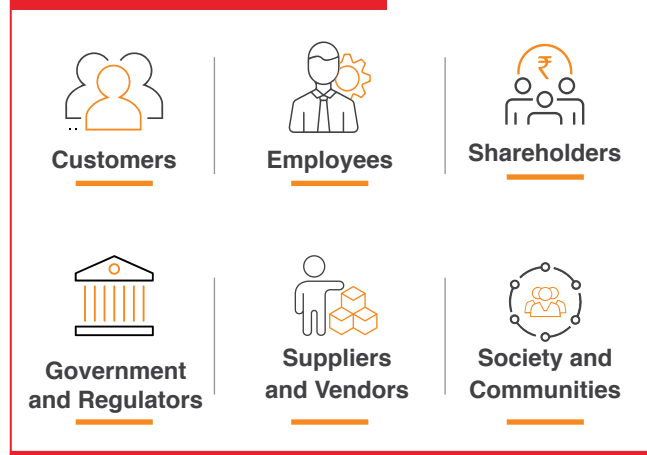 ₹
Customers
Employees
Shareholders
Government
and Regulators
Suppliers
and Vendors
Society and
Communities